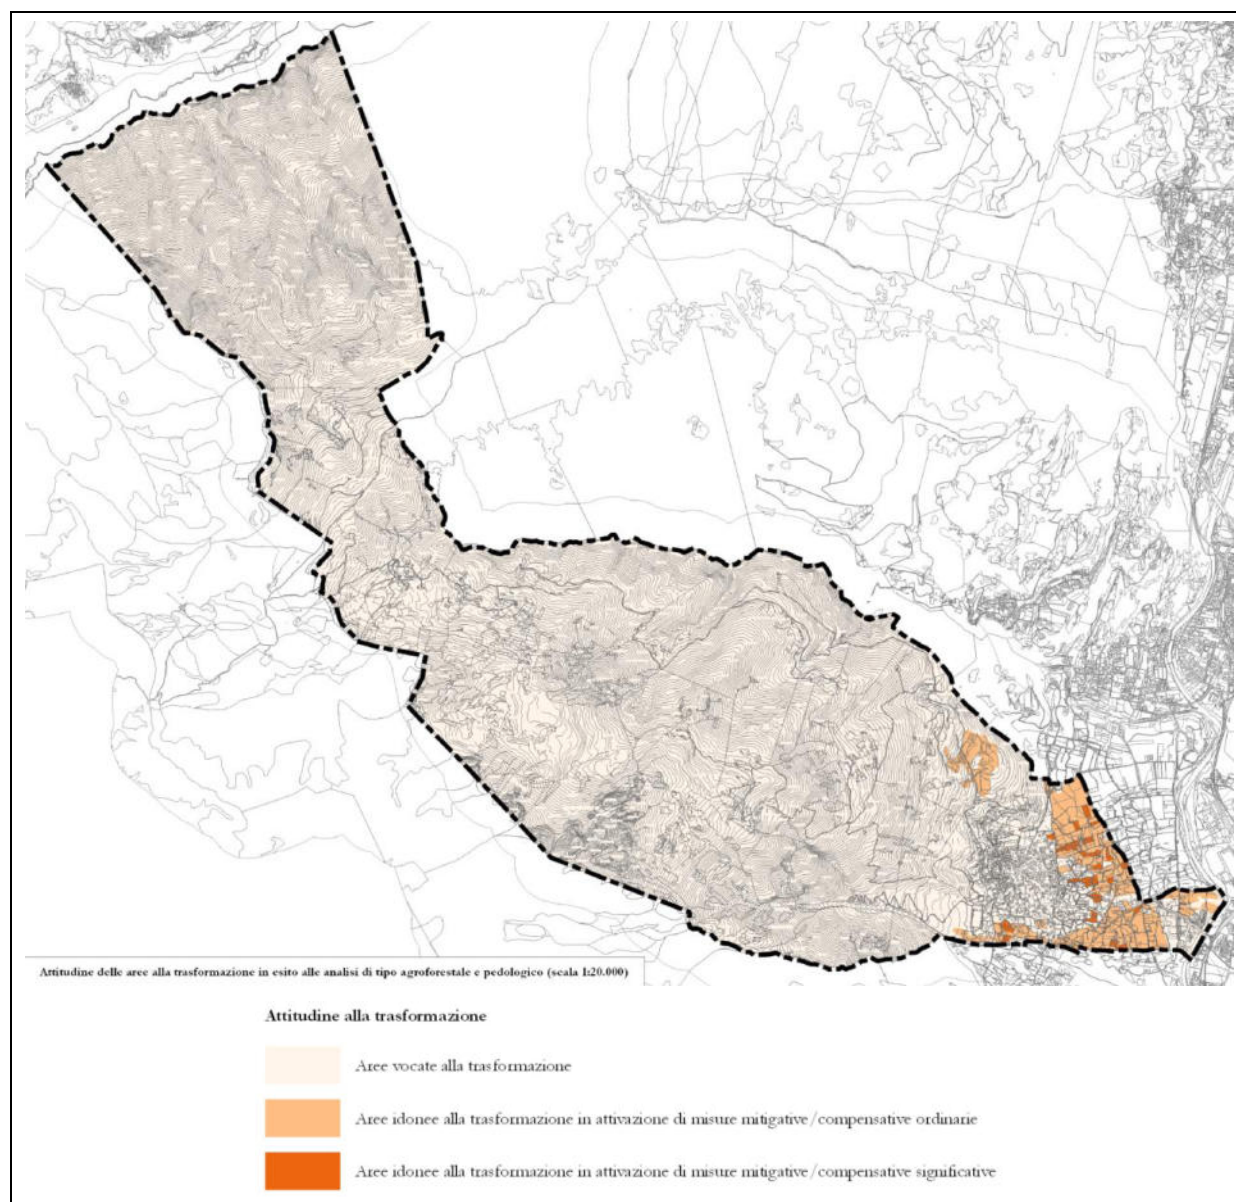 Attitudine delle aree alla trasformazione in esito alle analisi di tipo agroforestale e pedologico (scala 1:20.000)
Attitudine alla trasformazione
Aree vocate alla trasformazione
Aree idonee alla trasformazione in attivazione di misure mitigative/compensative ordinarie
Aree idonee alla trasformazione in attivazione di misure mitigative/compensative significative